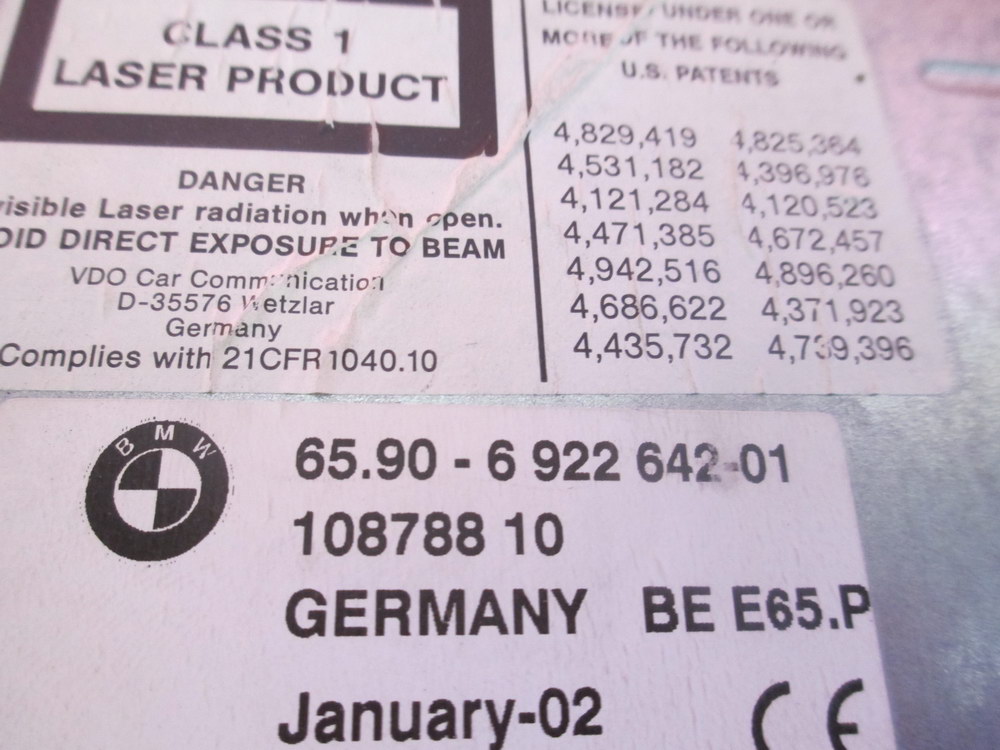 CLASS 1
LASER PRODUCT
DANGER
visible Laser radiation when open.
OID DIRECT EXPOSURE TO BEAM
VDO Car Communication
D-35576 Wetzlar
Germany
Complies with 21CFR 1040.10
LICENSE UNDER ONE OR
MORE OF THE FOLLOWING
U.S. PATENTS
4,829,419 4,825,364
4,531,182 4,396,976
4,121,284 4,120,523
4,471,385 4,672,457
4,942,516 4,896,260
4,686,622 4,371,923
4,435,732 4,739,396
BMW
65.90 - 6 922 642-01
108788 10
GERMANY BE E65.P
January-02 CE